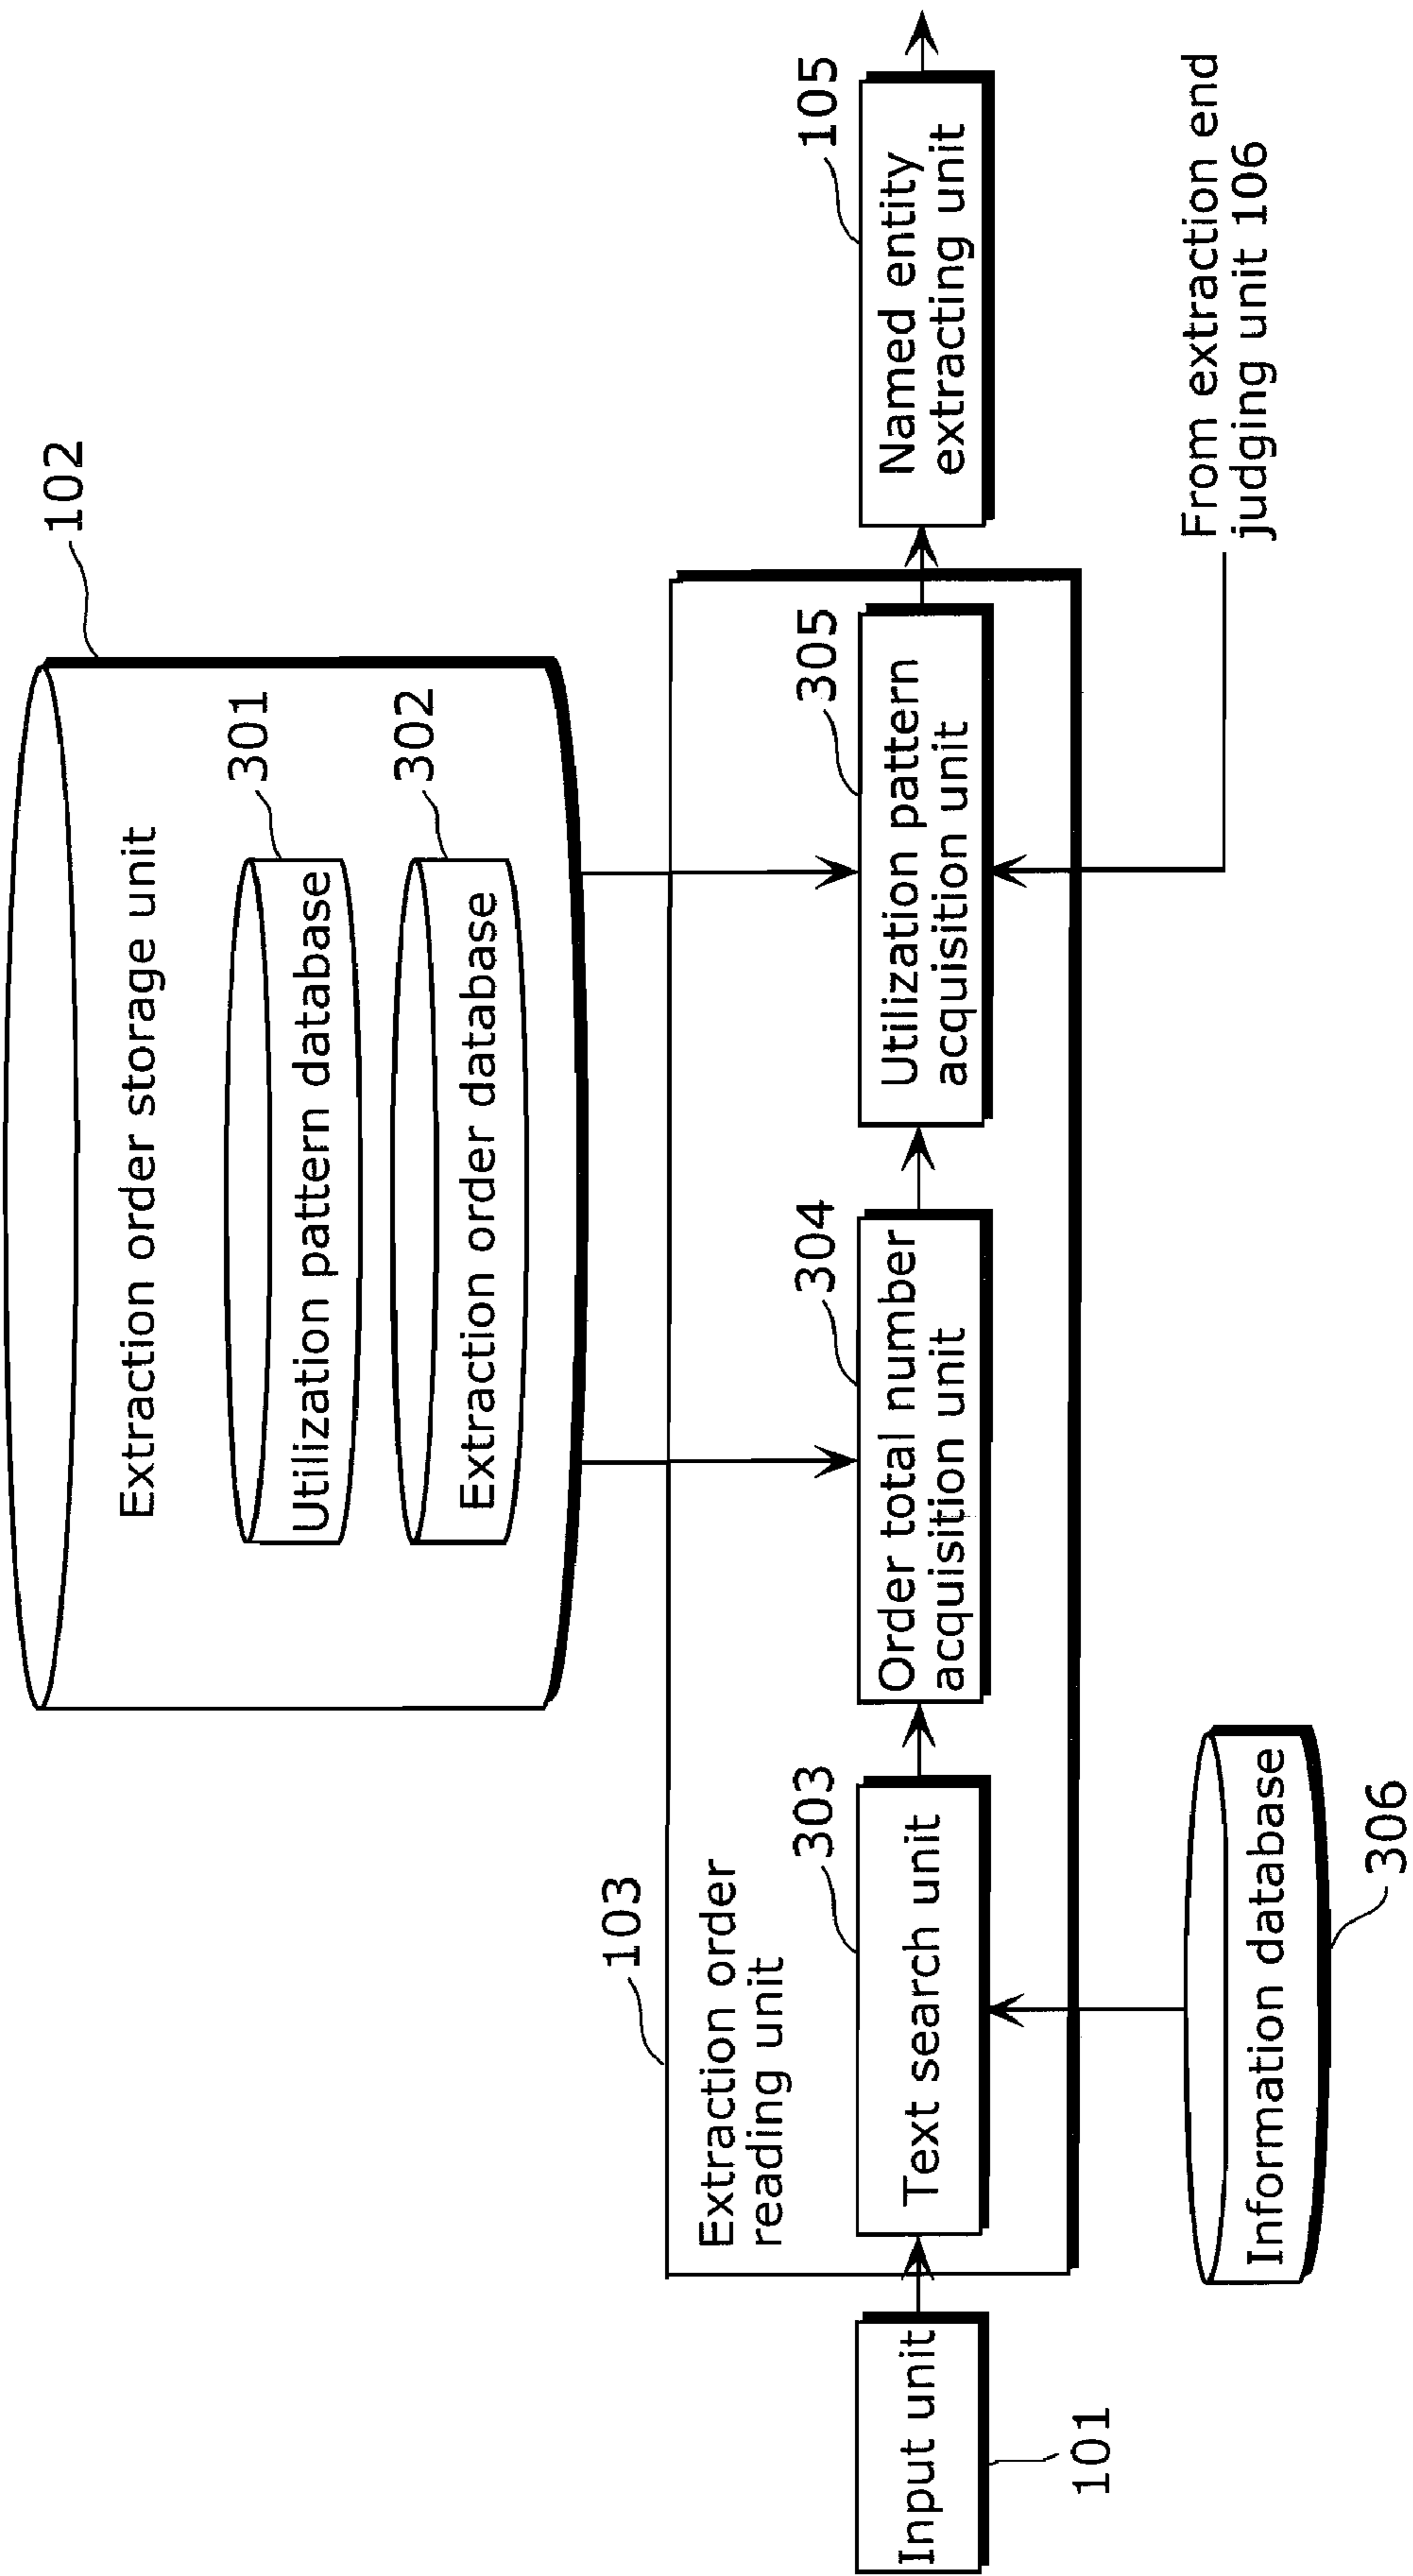 102
Extraction order storage unit
301
Utilization pattern database
302
Extraction order database
103
Extraction order
reading unit
303
Text search unit
304
Order total number
acquisition unit
305
Utilization pattern
acquisition unit
105
Named entity
extracting unit
Input unit
101
Information database
306
From extraction end
judging unit 106